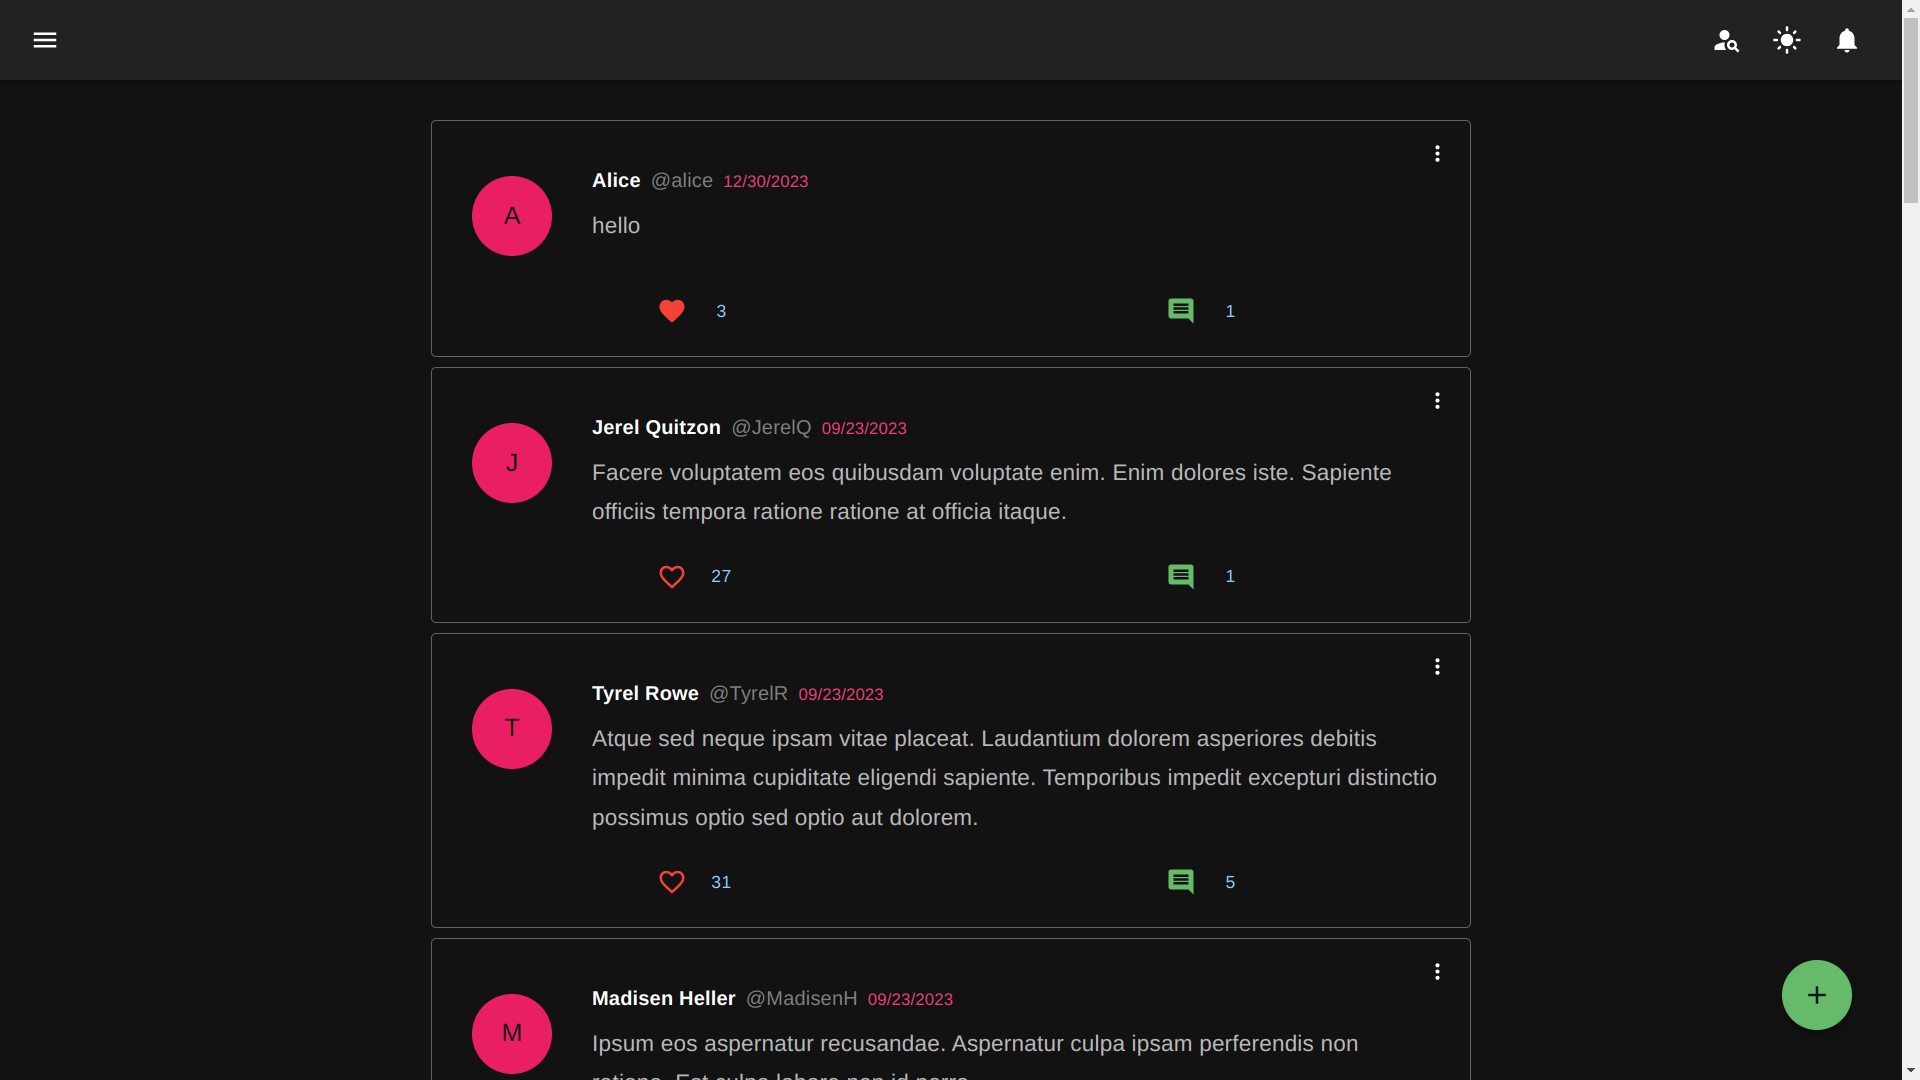 A
Alice @alice 12/30/2023
hello
3 1
J
Jerel Quitzon @JerelQ 09/23/2023
Facere voluptatem eos quibusdam voluptate enim. Enim dolores iste. Sapiente
officiis tempora ratione ratione at officia itaque.
27 1
T
Tyrel Rowe @TyrelR 09/23/2023
Atque sed neque ipsam vitae placeat. Laudantium dolorem asperiores debitis
impedit minima cupiditate eligendi sapiente. Temporibus impedit excepturi distinctio
possimus optio sed optio aut dolorem.
31 5
M
Madisen Heller @MadisenH 09/23/2023
Ipsum eos aspernatur recusandae. Aspernatur culpa ipsam perferendis non